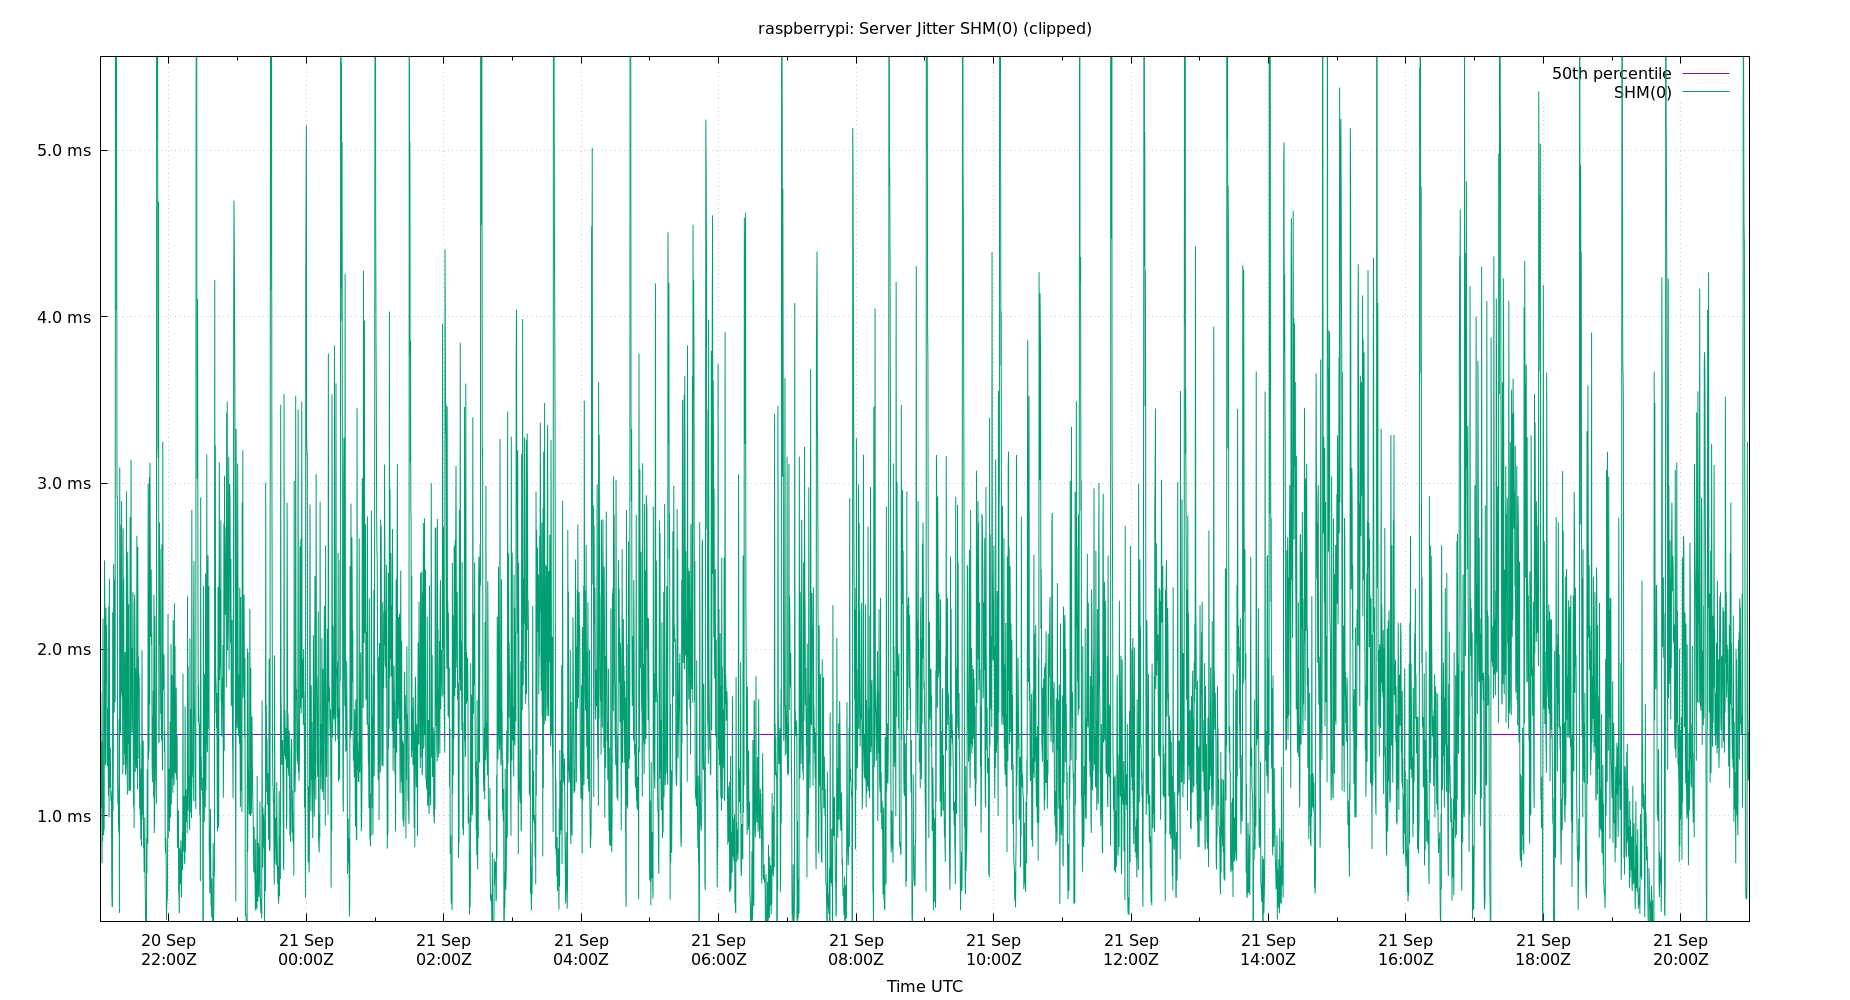 raspberrypi: Server Jitter SHM(0) (clipped)
50th percentile
SHM(0)
5.0 ms
4.0 ms
3.0 ms
2.0 ms
1.0 ms
20 Sep 21 Sep 21 Sep 21 Sep 21 Sep 21 Sep 21 Sep 21 Sep 21 Sep 21 Sep 21 Sep 21 Sep
22:00Z 00:00Z 02:00Z 04:00Z 06:00Z 08:00Z 10:00Z 12:00Z 14:00Z 16:00Z 18:00Z 20:00Z
Time UTC